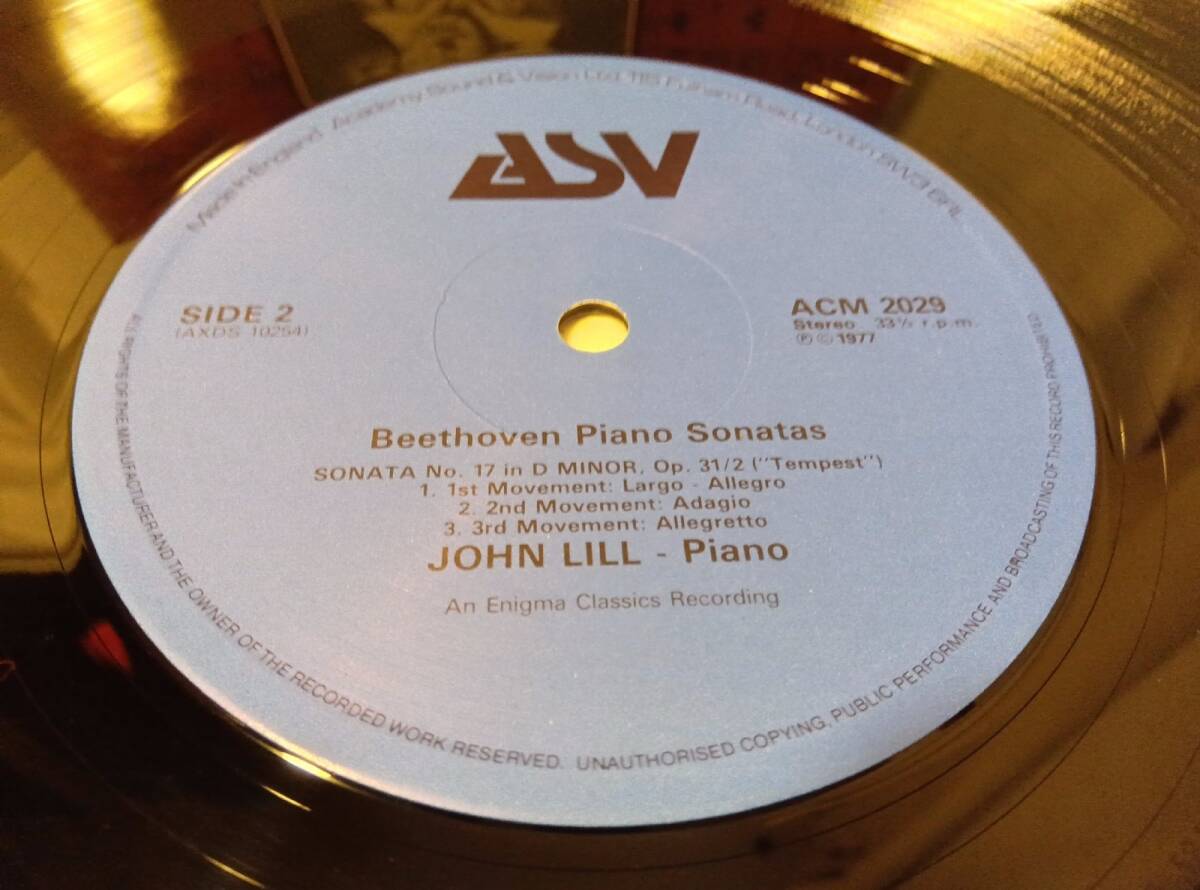 Made in England. Academy Sound & Vision Ltd. 115 Fulham Road, London SW3 6RL
ASV
SIDE 2
(AXDS 10254)
ACM 2029
Stereo 33⅓ r.p.m.
℗ © 1977
Beethoven Piano Sonatas
SONATA No. 17 in D MINOR, Op. 31/2 ("Tempest")
1. 1st Movement: Largo - Allegro
2. 2nd Movement: Adagio
3. 3rd Movement: Allegretto
JOHN LILL - Piano
An Enigma Classics Recording
ALL RIGHTS OF THE MANUFACTURER AND THE OWNER OF THE RECORDED WORK RESERVED. UNAUTHORISED COPYING, PUBLIC PERFORMANCE AND BROADCASTING OF THIS RECORD PROHIBITED